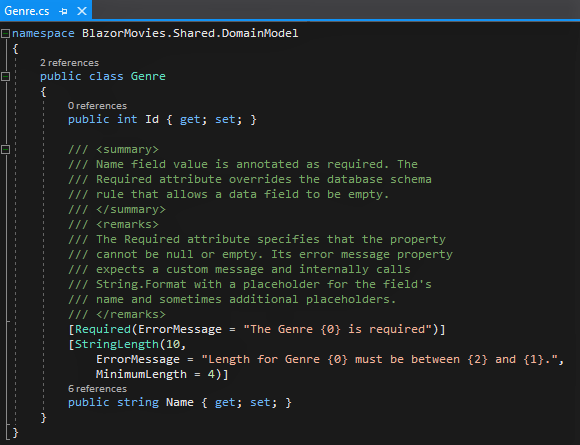 Genre.cs
namespace BlazorMovies.Shared.DomainModel
{
2 references
public class Genre
{
0 references
public int Id { get; set; }
/// <summary>
/// Name field value is annotated as required. The
/// Required attribute overrides the database schema
/// rule that allows a data field to be empty.
/// </summary>
/// <remarks>
/// The Required attribute specifies that the property
/// cannot be null or empty. Its error message property
/// expects a custom message and internally calls
/// String.Format with a placeholder for the field's
/// name and sometimes additional placeholders.
/// </remarks>
[Required(ErrorMessage = "The Genre {0} is required")]
[StringLength(10,
ErrorMessage = "Length for Genre {0} must be between {2} and {1}.",
MinimumLength = 4)]
6 references
public string Name { get; set; }
}
}